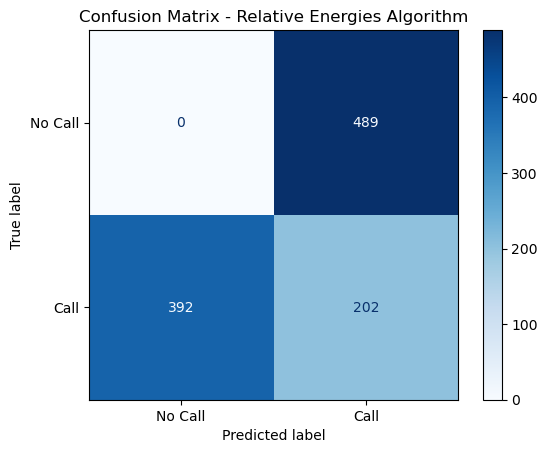 Confusion Matrix - Relative Energies Algorithm
No Call
0
489
400
300
True label
200
Call
392
202
100
0
No Call
Call
Predicted label